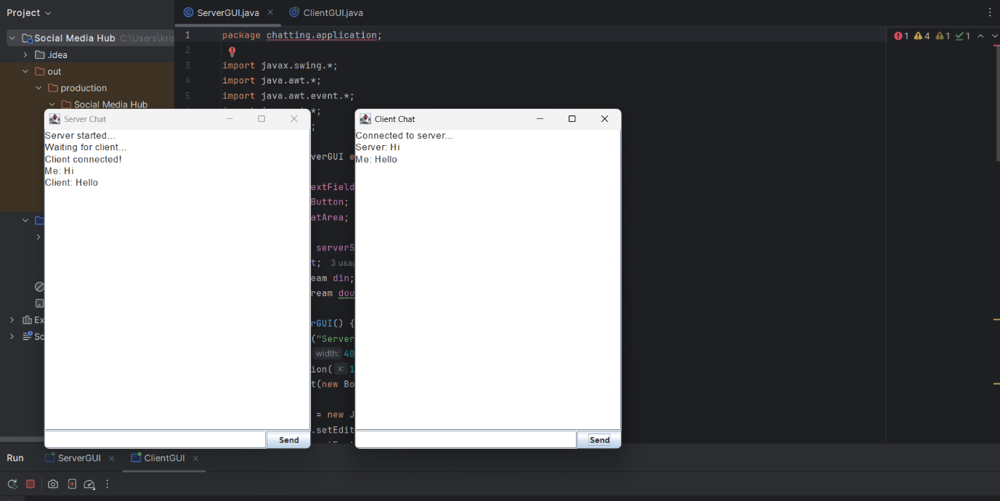 Project
ServerGUI.java
ClientGUI.java
Social Media Hub C:\Users\kris
.idea
out
production
Social Media Hub
1 package chatting.application;
2
3 import javax.swing.*;
4 import java.awt.*;
5 import java.awt.event.*;
1 4 1 1
Server Chat
Server started...
Waiting for client...
Client connected!
Me: Hi
Client: Hello
Send
Client Chat
Connected to server...
Server: Hi
Me: Hello
Send
*;
;
verGUI e
extField
Button;
atArea;
serverS
t; 3 usag
eam din;
ream dou
rGUI() {
("Server
width: 40
ion( x: 1
t(new Bo
= new J
.setEdit
Ex
Sc
Run
ServerGUI
ClientGUI